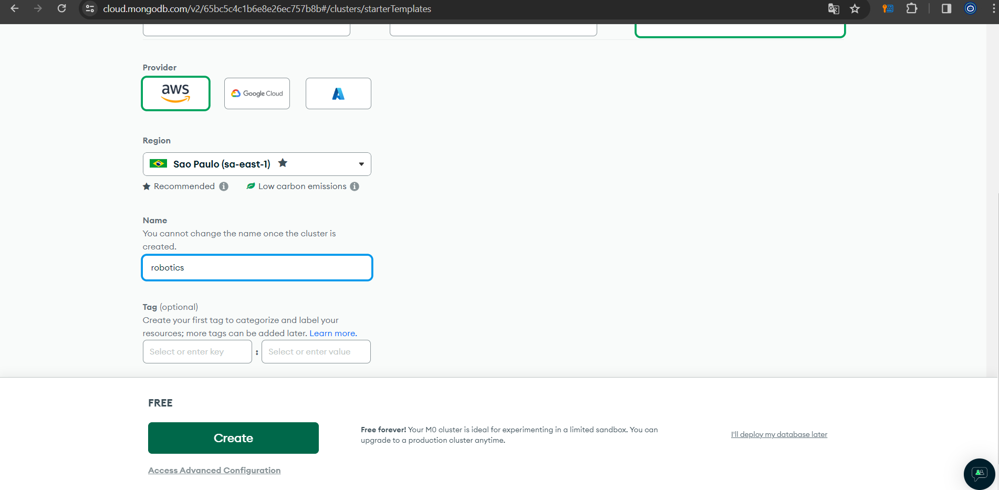 cloud.mongodb.com/v2/65bc5c4c1b6e8e26ec757b8b#/clusters/starterTemplates
Provider
aws
Google Cloud
Region
Sao Paulo (sa-east-1)
Recommended
Low carbon emissions
Name
You cannot change the name once the cluster is
created.
robotics
Tag (optional)
Create your first tag to categorize and label your
resources; more tags can be added later. Learn more.
Select or enter key : Select or enter value
FREE
Create
Free forever! Your M0 cluster is ideal for experimenting in a limited sandbox. You can
upgrade to a production cluster anytime.
I'll deploy my database later
Access Advanced Configuration